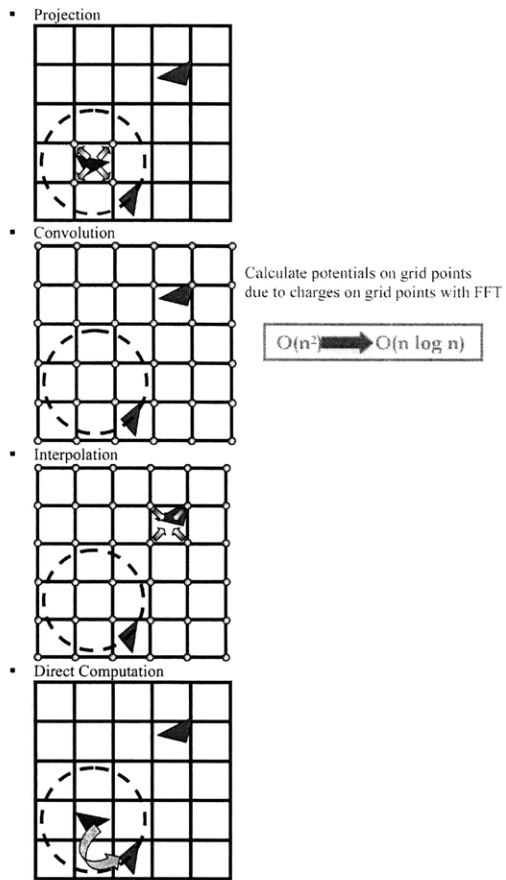 ▪ Projection
▪ Convolution
Calculate potentials on grid points
due to charges on grid points with FFT
O(n²) O(n log n)
▪ Interpolation
▪ Direct Computation